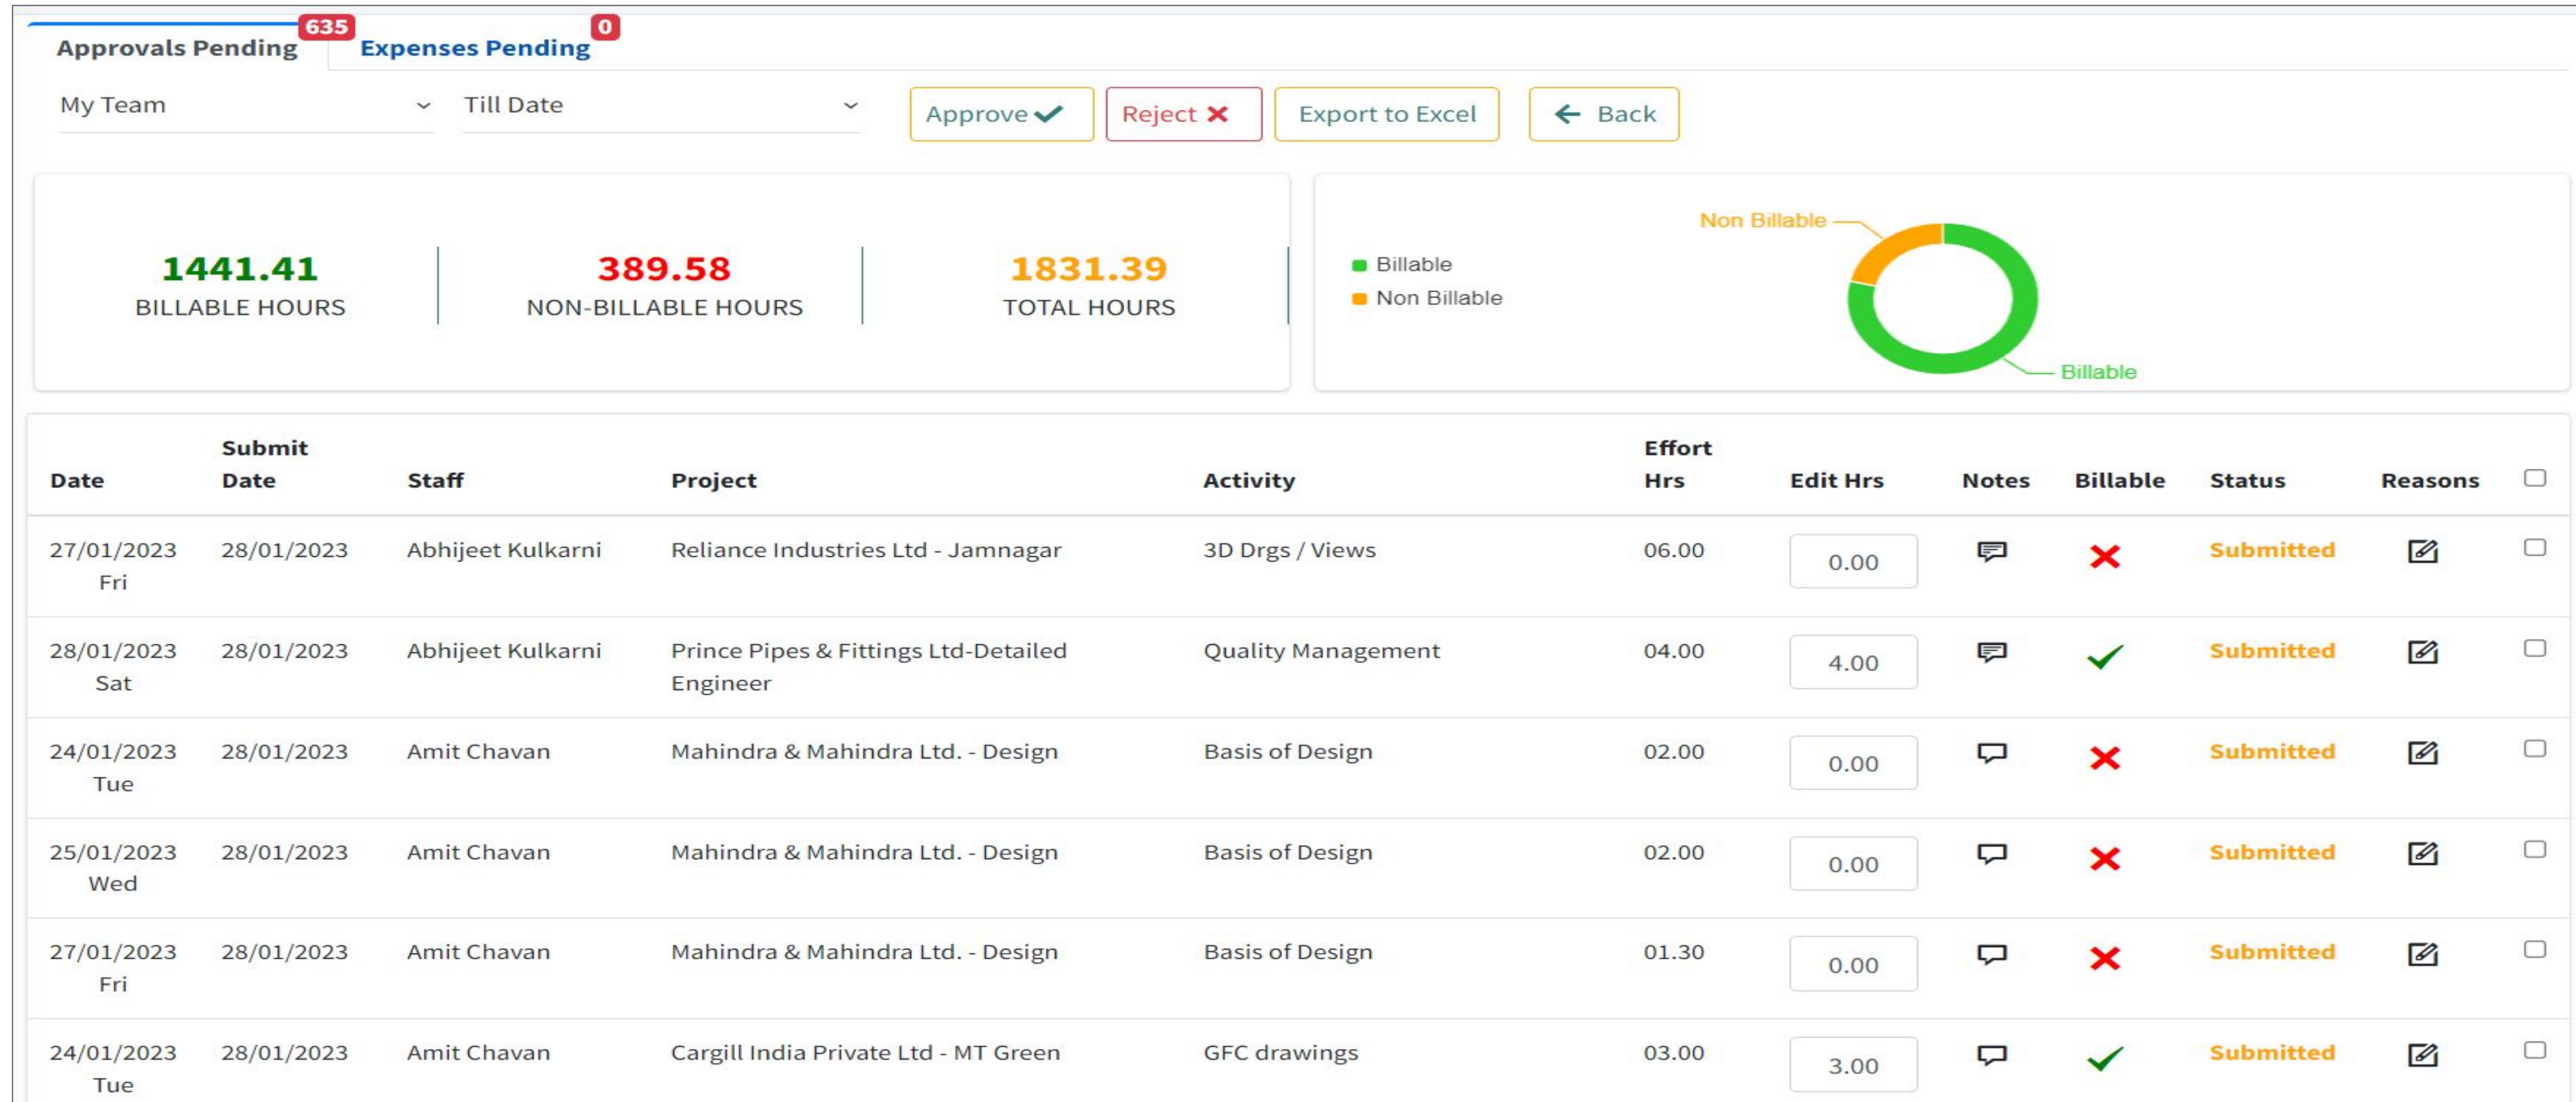 Approvals Pending 635 Expenses Pending 0
My Team Till Date Approve Reject Export to Excel Back
1441.41 389.58 1831.39
BILLABLE HOURS NON-BILLABLE HOURS TOTAL HOURS
Non Billable
Billable
Non Billable
Billable
Date Submit Date Staff Project Activity Effort Hrs Edit Hrs Notes Billable Status Reasons
27/01/2023 28/01/2023 Abhijeet Kulkarni Reliance Industries Ltd - Jamnagar 3D Drgs / Views 06.00 0.00 Submitted
Fri
28/01/2023 28/01/2023 Abhijeet Kulkarni Prince Pipes & Fittings Ltd-Detailed Quality Management 04.00 4.00 Submitted
Sat Engineer
24/01/2023 28/01/2023 Amit Chavan Mahindra & Mahindra Ltd. - Design Basis of Design 02.00 0.00 Submitted
Tue
25/01/2023 28/01/2023 Amit Chavan Mahindra & Mahindra Ltd. - Design Basis of Design 02.00 0.00 Submitted
Wed
27/01/2023 28/01/2023 Amit Chavan Mahindra & Mahindra Ltd. - Design Basis of Design 01.30 0.00 Submitted
Fri
24/01/2023 28/01/2023 Amit Chavan Cargill India Private Ltd - MT Green GFC drawings 03.00 3.00 Submitted
Tue